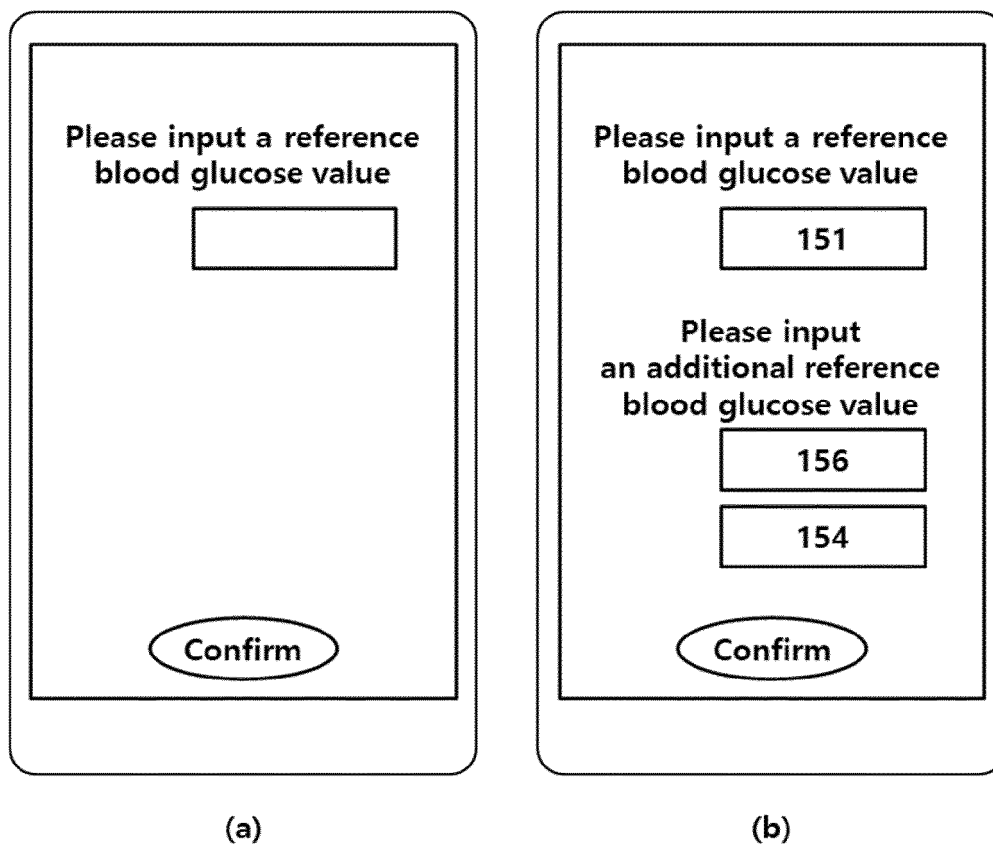 Please input a reference
blood glucose value
Confirm
(a)
Please input a reference
blood glucose value
151
Please input
an additional reference
blood glucose value
156
154
Confirm
(b)